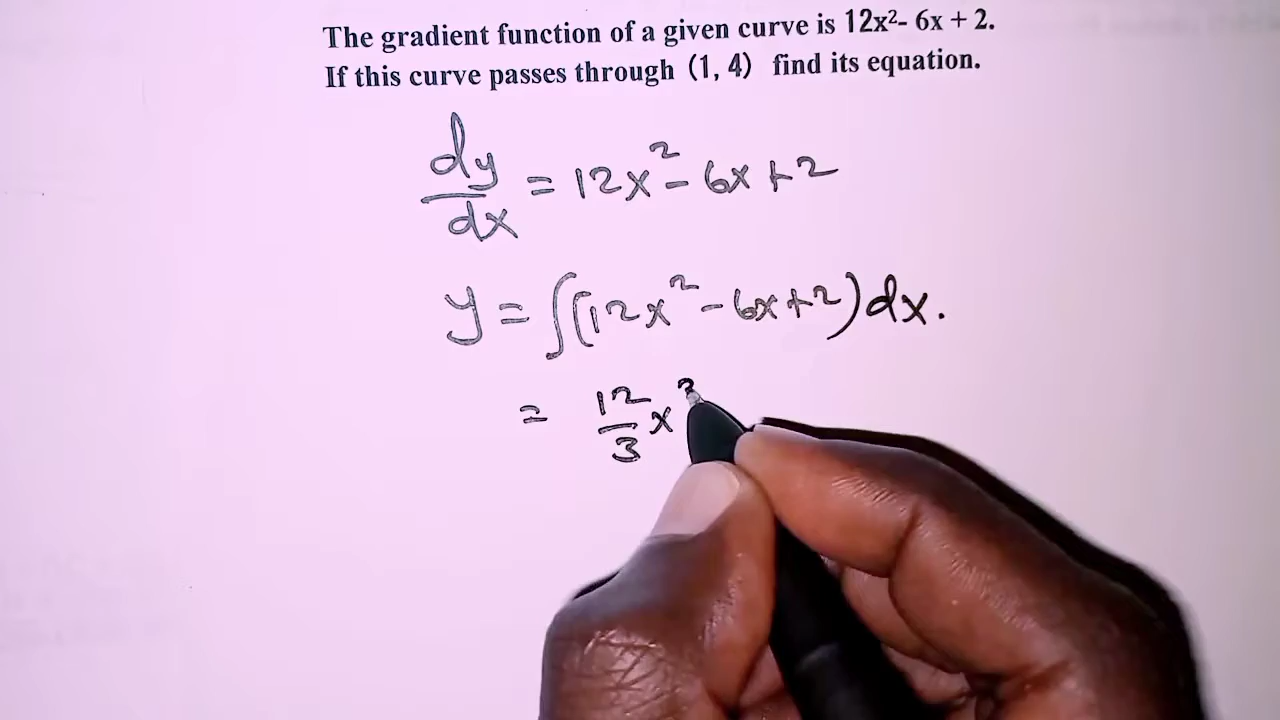 The gradient function of a given curve is 12x²- 6x + 2.
If this curve passes through (1, 4) find its equation.
dy/dx = 12x² - 6x + 2
y = ∫(12x² - 6x + 2)dx.
= 12/3 x³